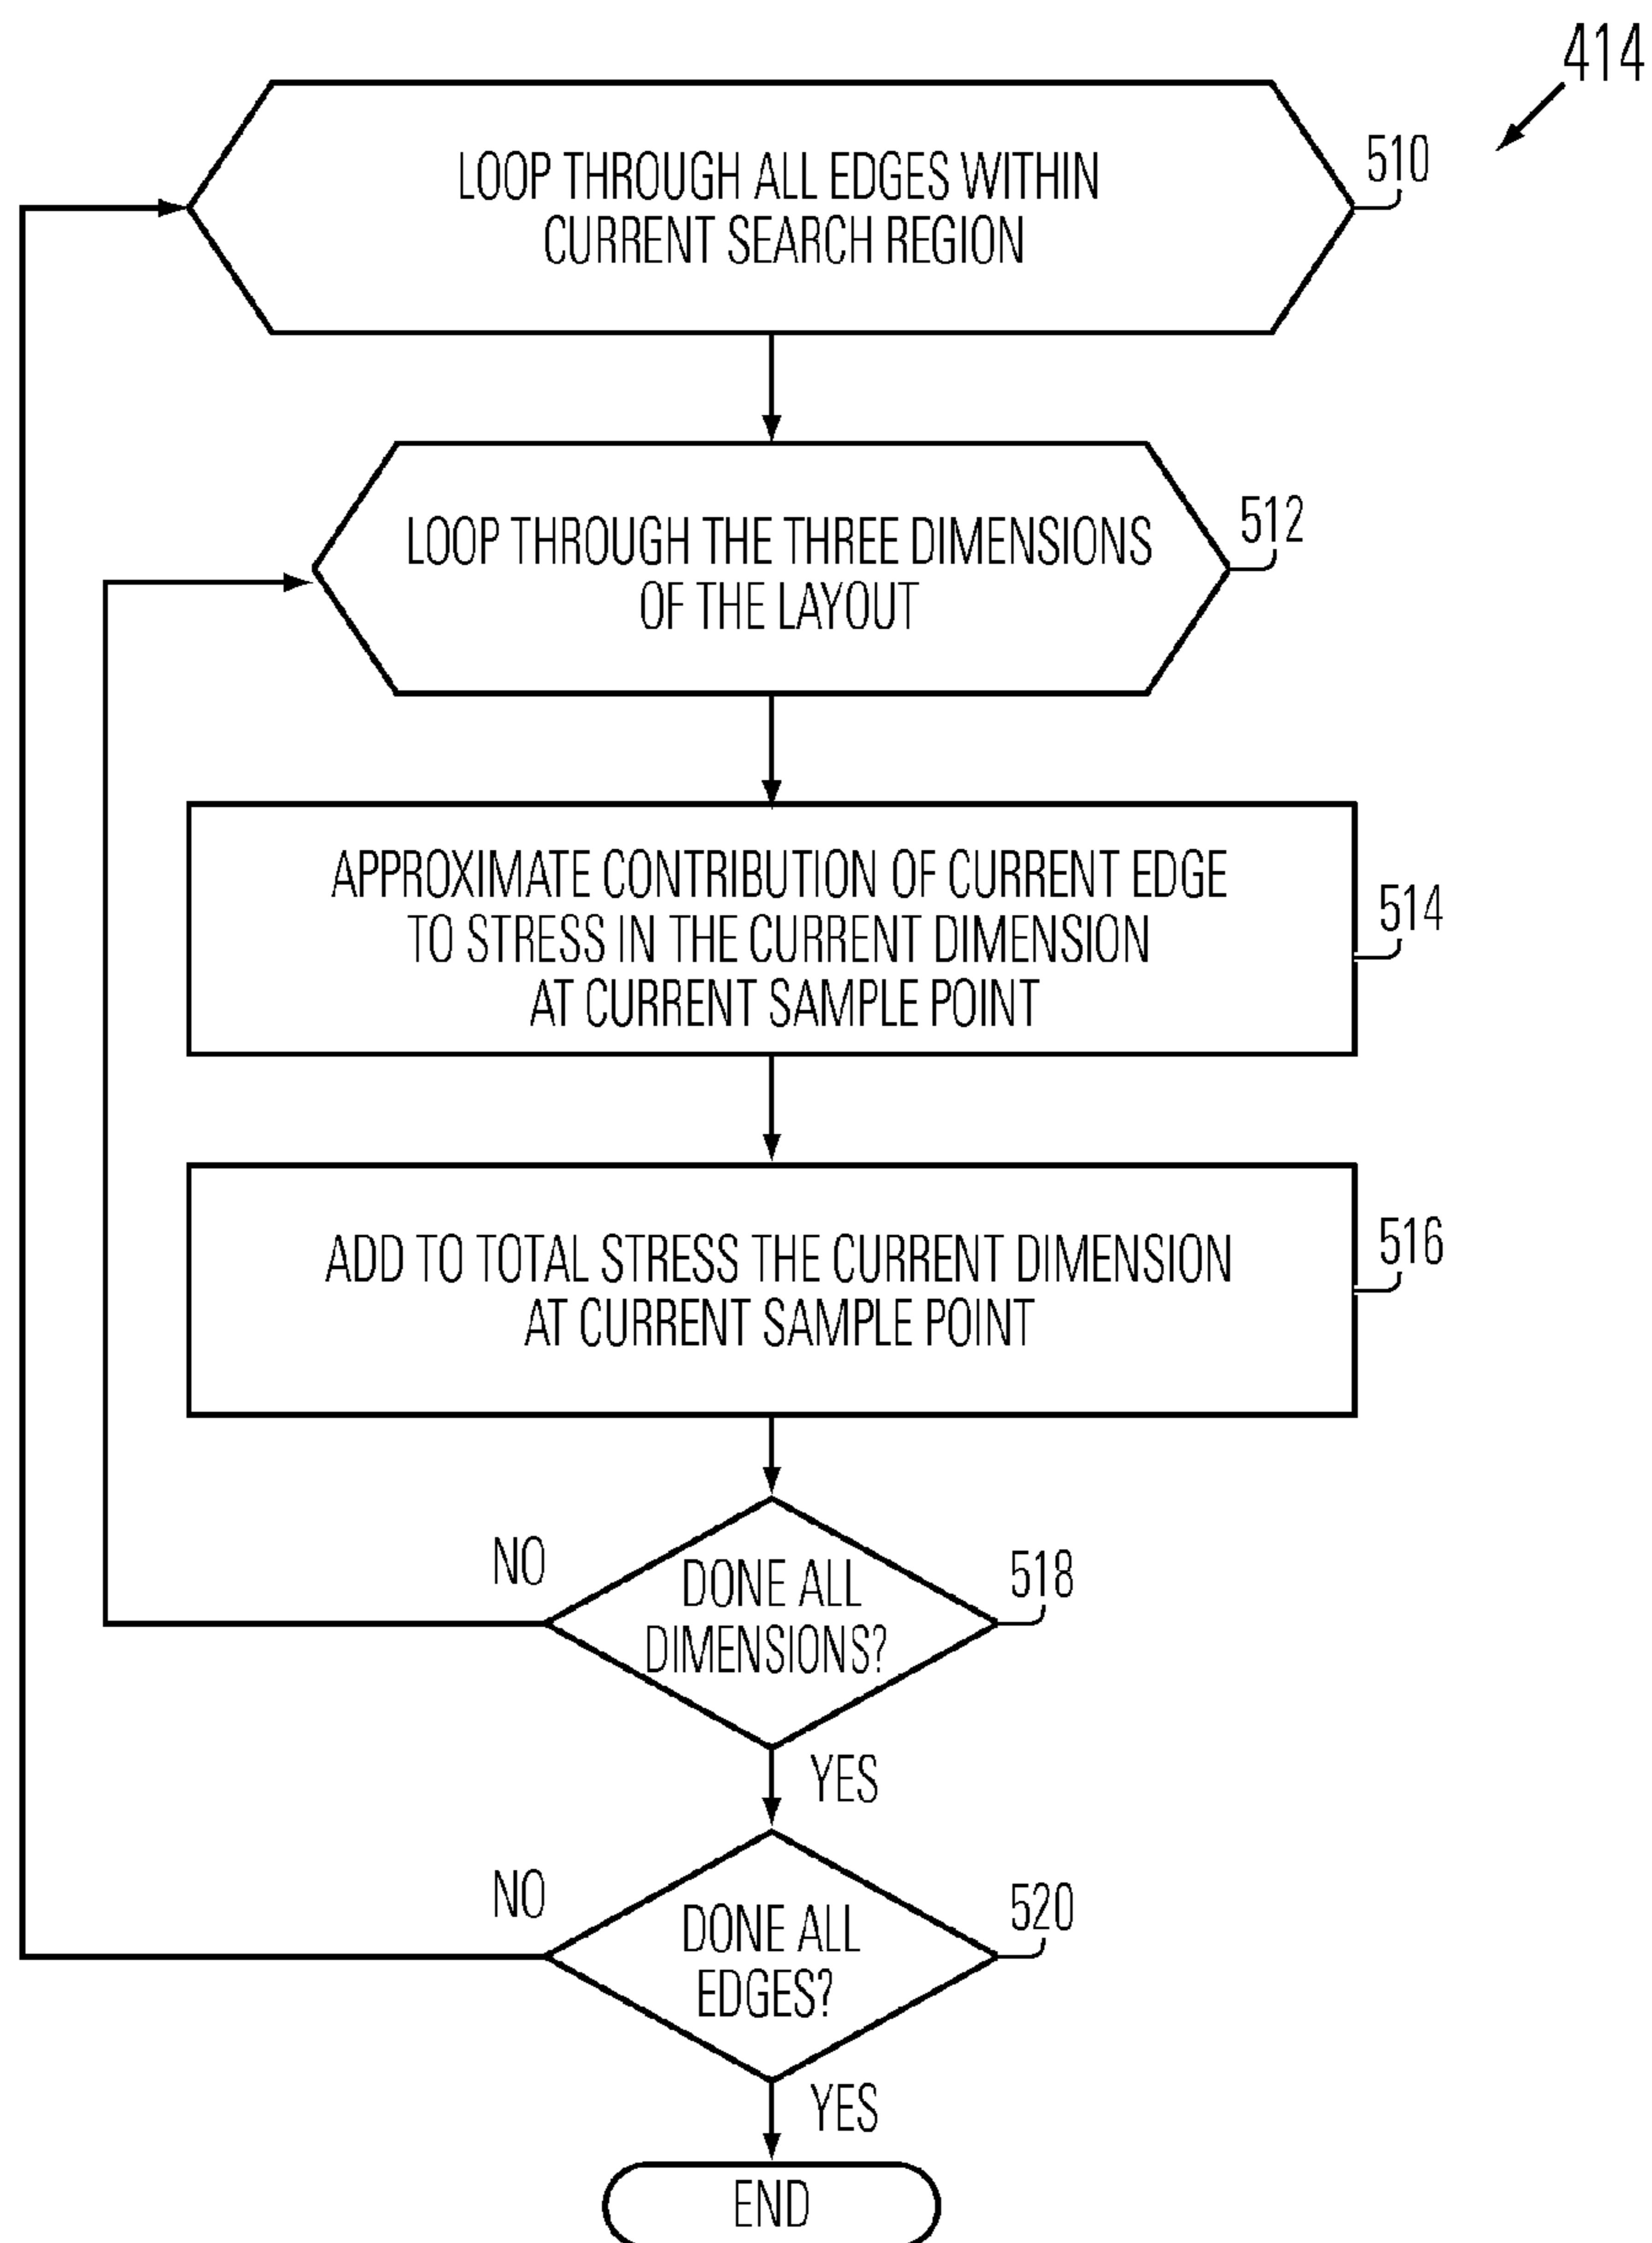 414
LOOP THROUGH ALL EDGES WITHIN
CURRENT SEARCH REGION
510
LOOP THROUGH THE THREE DIMENSIONS
OF THE LAYOUT
512
APPROXIMATE CONTRIBUTION OF CURRENT EDGE
TO STRESS IN THE CURRENT DIMENSION
AT CURRENT SAMPLE POINT
514
ADD TO TOTAL STRESS THE CURRENT DIMENSION
AT CURRENT SAMPLE POINT
516
NO
DONE ALL
DIMENSIONS?
518
YES
NO
DONE ALL
EDGES?
520
YES
END